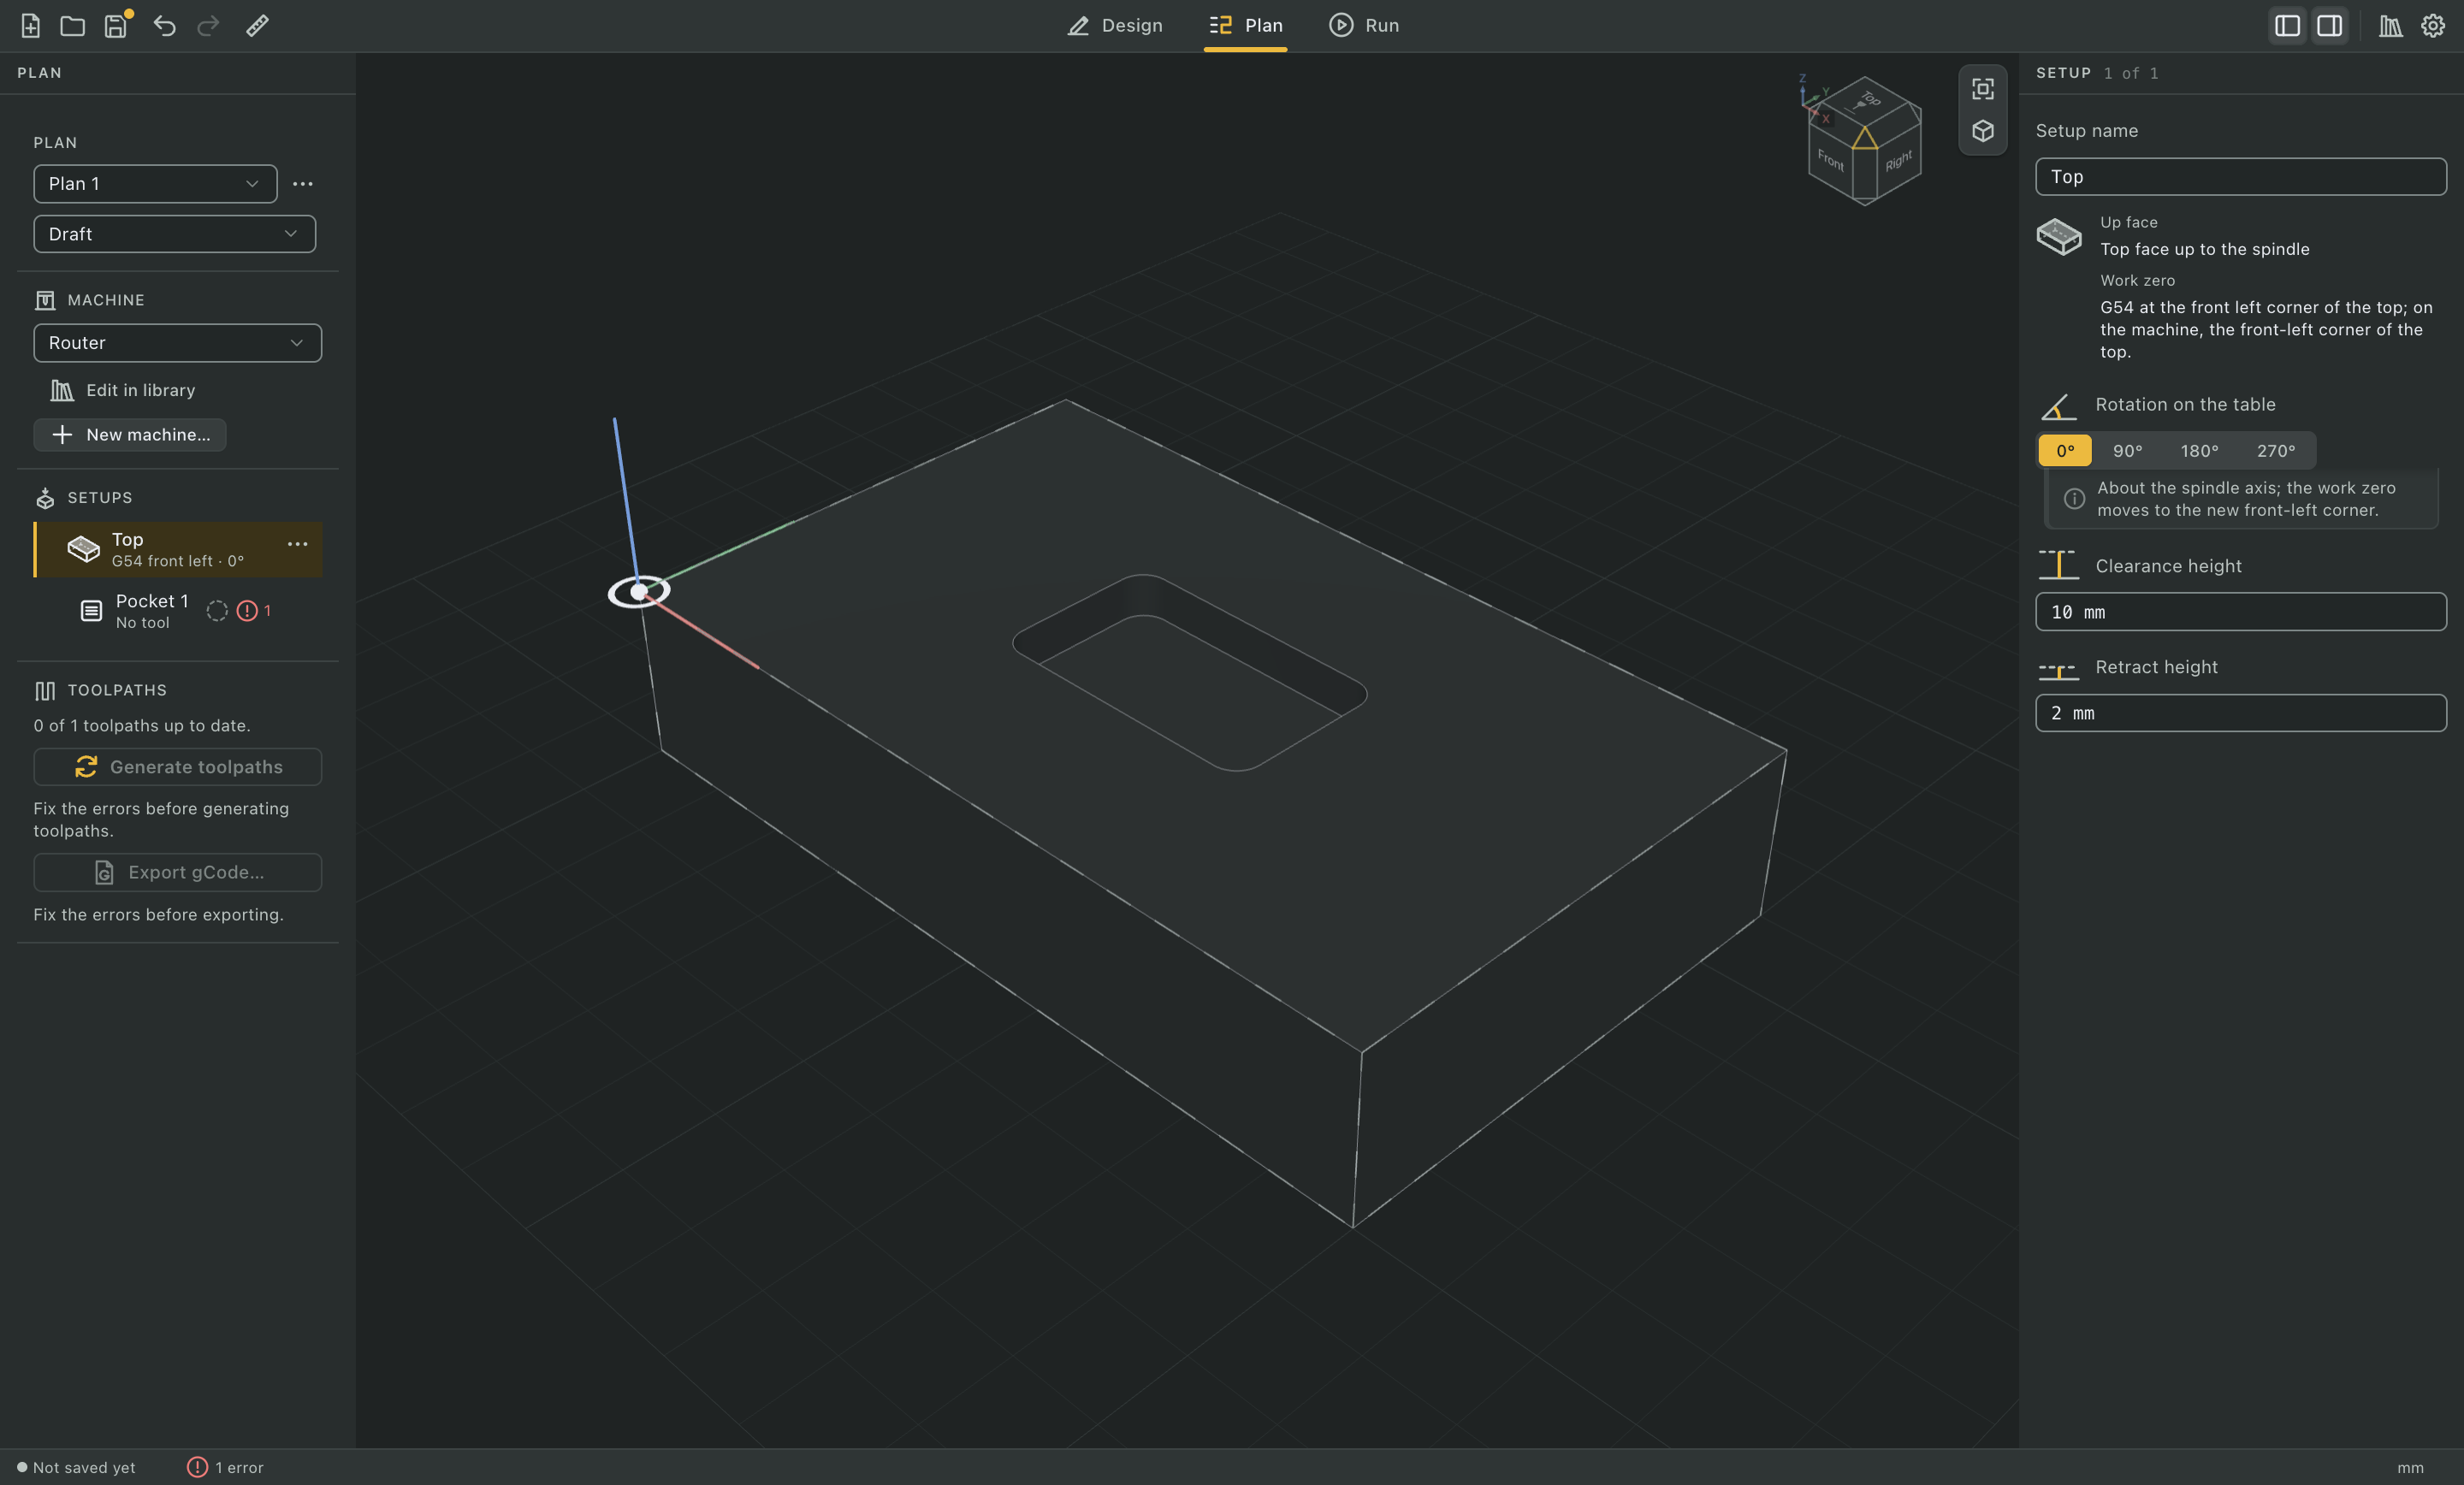 Design
Plan
Run
PLAN
PLAN
Plan 1
Draft
MACHINE
Router
Edit in library
New machine...
SETUPS
Top
G54 front left · 0°
Pocket 1
No tool
1
TOOLPATHS
0 of 1 toolpaths up to date.
Generate toolpaths
Fix the errors before generating
toolpaths.
G
Export gCode...
Fix the errors before exporting.
Z
Y
X
Top
Front
Right
SETUP 1 of 1
Setup name
Top
Up face
Top face up to the spindle
Work zero
G54 at the front left corner of the top; on
the machine, the front-left corner of the
top.
Rotation on the table
0° 90° 180° 270°
About the spindle axis; the work zero
moves to the new front-left corner.
Clearance height
10 mm
Retract height
2 mm
Not saved yet
1 error
mm